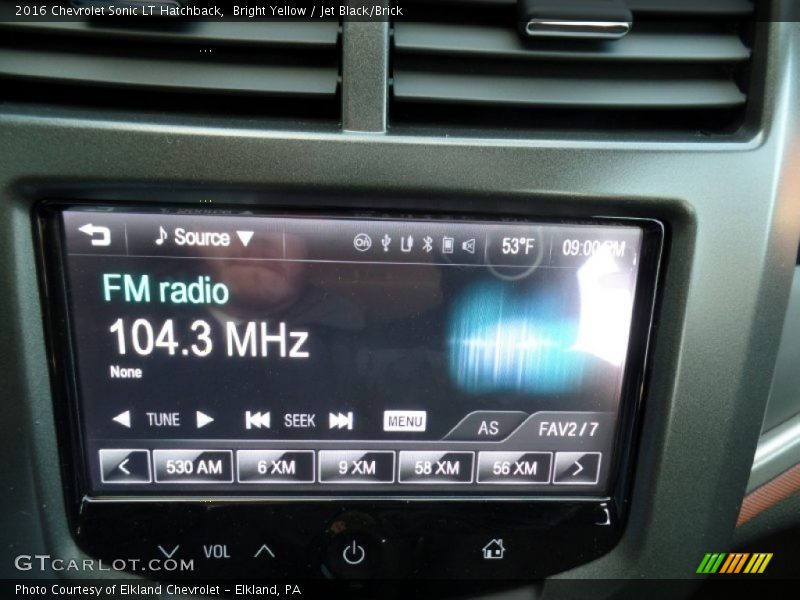 2016 Chevrolet Sonic LT Hatchback,  Bright Yellow / Jet Black/Brick
Source
53°F
09:00
FM radio
104.3 MHz
None
TUNE SEEK MENU AS FAV2/7
< 530 AM 6 XM 9 XM 58 XM 56 XM >
VOL
GTCARLOT.COM
Photo Courtesy of Elkland Chevrolet - Elkland, PA